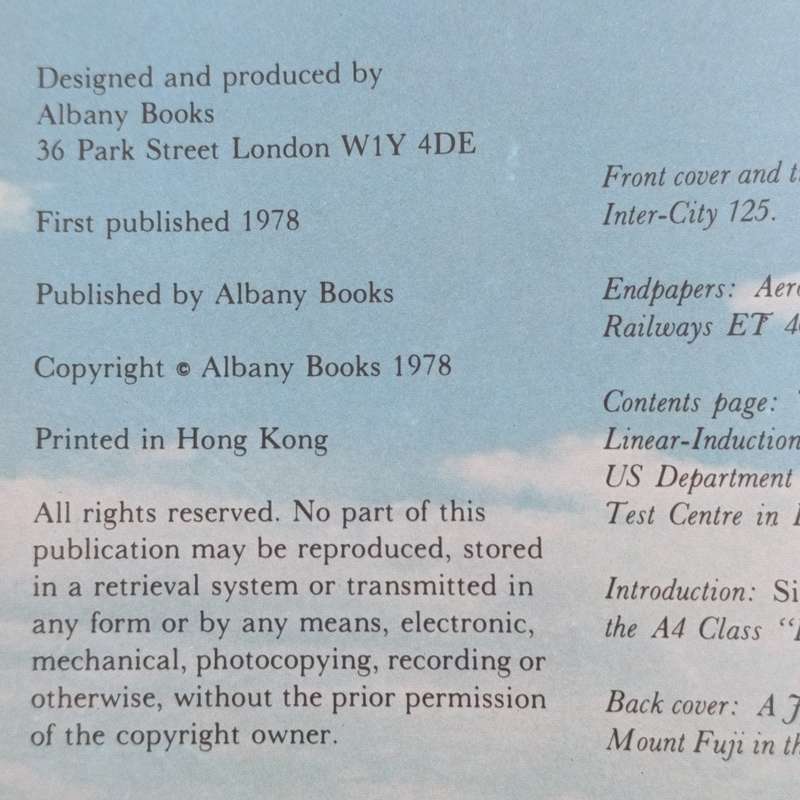 Designed and produced by
Albany Books
36 Park Street London W1Y 4DE
First published 1978
Published by Albany Books
Copyright © Albany Books 1978
Printed in Hong Kong
All rights reserved. No part of this
publication may be reproduced, stored
in a retrieval system or transmitted in
any form or by any means, electronic,
mechanical, photocopying, recording or
otherwise, without the prior permission
of the copyright owner.
Front cover and
Inter-City 125.
Endpapers:
Railways ET
Contents page:
Linear-Induction
US Department
Test Centre in
Introduction:
the A4 Class
Back cover: A
Mount Fuji in